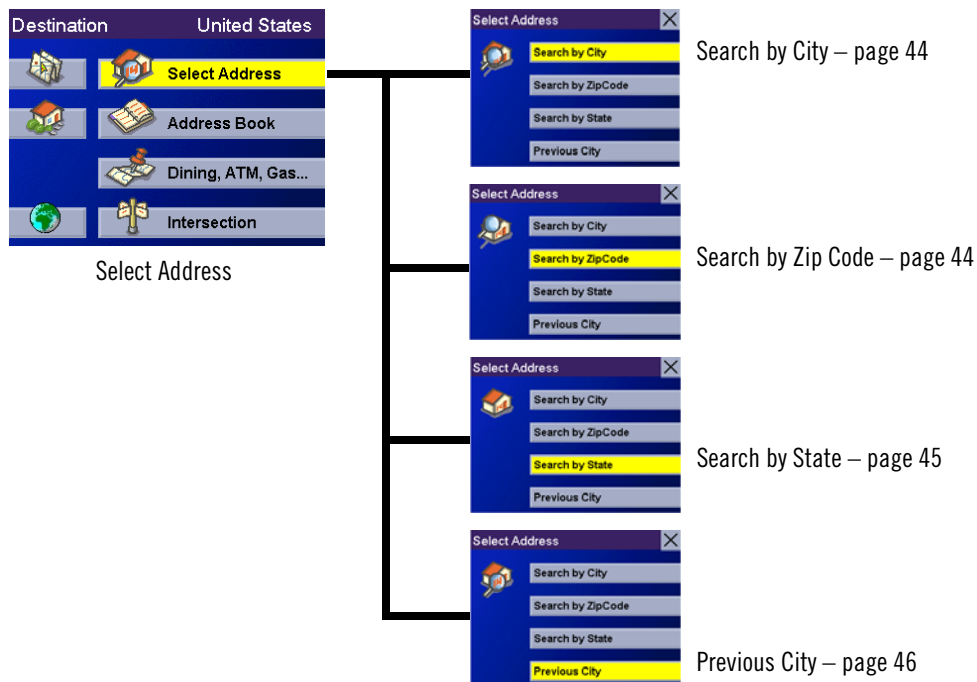 Destination United States
Select Address
Address Book
Dining, ATM, Gas...
Intersection
Select Address
Select Address
Search by City
Search by ZipCode
Search by State
Previous City
Search by City – page 44
Select Address
Search by City
Search by ZipCode
Search by State
Previous City
Search by Zip Code – page 44
Select Address
Search by City
Search by ZipCode
Search by State
Previous City
Search by State – page 45
Select Address
Search by City
Search by ZipCode
Search by State
Previous City
Previous City – page 46